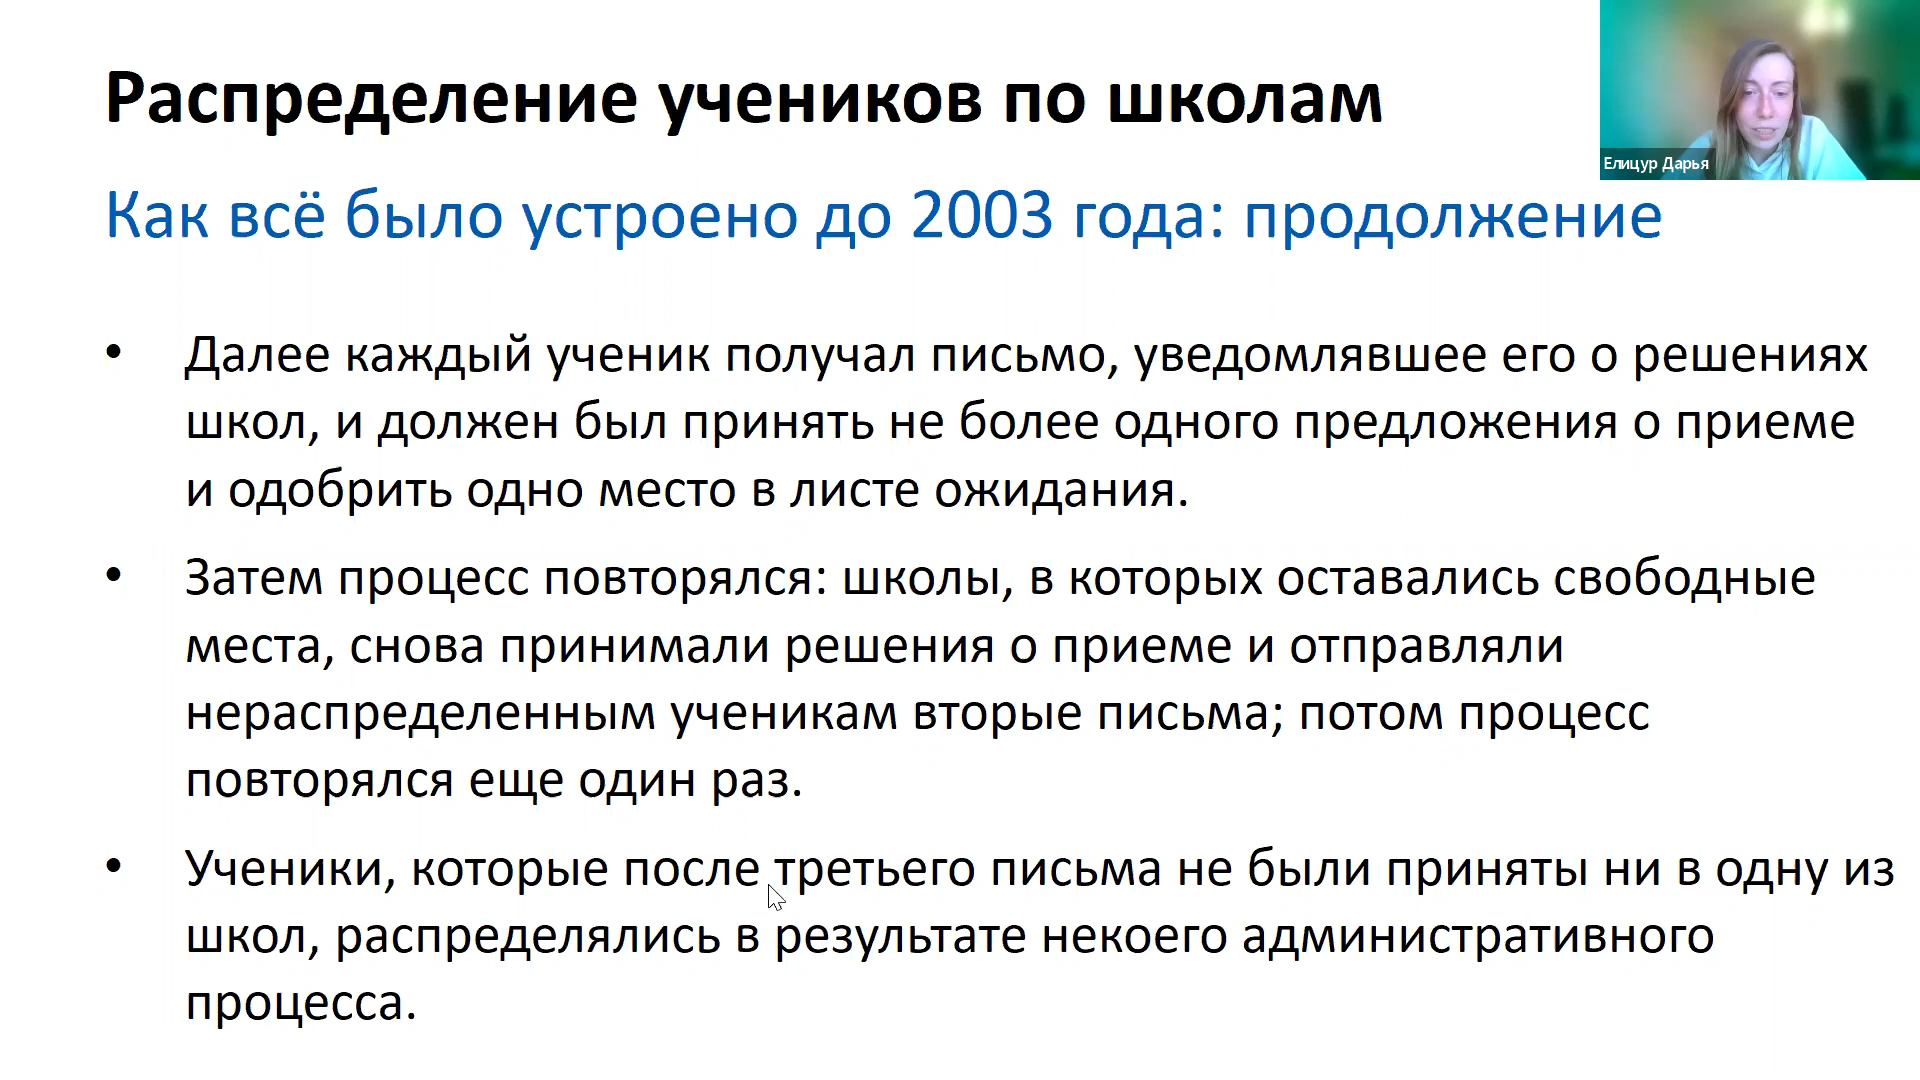 Распределение учеников по школам
Елицур Дарья
Как всё было устроено до 2003 года: продолжение
• Далее каждый ученик получал письмо, уведомлявшее его о решениях
школ, и должен был принять не более одного предложения о приеме
и одобрить одно место в листе ожидания.
• Затем процесс повторялся: школы, в которых оставались свободные
места, снова принимали решения о приеме и отправляли
нераспределенным ученикам вторые письма; потом процесс
повторялся еще один раз.
• Ученики, которые после третьего письма не были приняты ни в одну из
школ, распределялись в результате некоего административного
процесса.